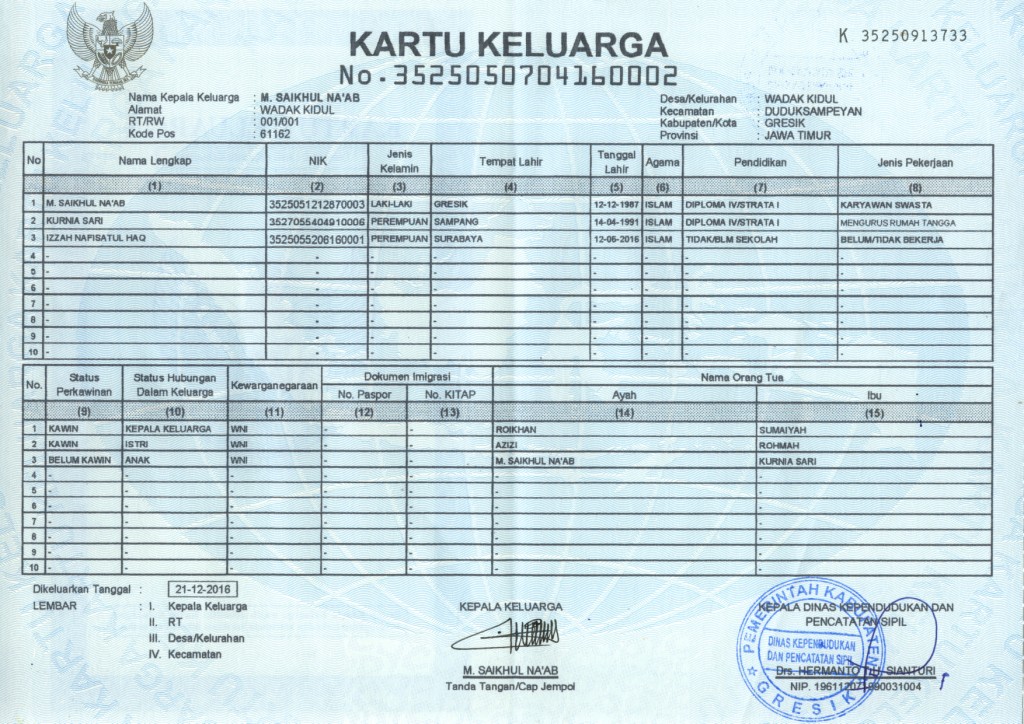 KARTU KELUARGA
K 35250913733
No.3525050704160002
Nama Kepala Keluarga : M. SAIKHUL NA'AB
Alamat : WADAK KIDUL
RT/RW : 001/001
Kode Pos : 61162
Desa/Kelurahan : WADAK KIDUL
Kecamatan : DUDUKSAMPEYAN
Kabupaten/Kota : GRESIK
Provinsi : JAWA TIMUR
No Nama Lengkap NIK Jenis Kelamin Tempat Lahir Tanggal Lahir Agama Pendidikan Jenis Pekerjaan
(1) (2) (3) (4) (5) (6) (7) (8)
1 M. SAIKHUL NA'AB 3525051212870003 LAKI-LAKI GRESIK 12-12-1987 ISLAM DIPLOMA IV/STRATA I KARYAWAN SWASTA
2 KURNIA SARI 3527055404910006 PEREMPUAN SAMPANG 14-04-1991 ISLAM DIPLOMA IV/STRATA I MENGURUS RUMAH TANGGA
3 IZZAH NAFISATUL HAQ 3525055206160001 PEREMPUAN SURABAYA 12-06-2016 ISLAM TIDAK/BLM SEKOLAH BELUM/TIDAK BEKERJA
4 - - - - - - - -
5 - - - - - - - -
6 - - - - - - - -
7 - - - - - - - -
8 - - - - - - - -
9 - - - - - - - -
10 - - - - - - - -
No. Status Perkawinan Status Hubungan Dalam Keluarga Kewarganegaraan Dokumen Imigrasi Nama Orang Tua
No. Paspor No. KITAP Ayah Ibu
(9) (10) (11) (12) (13) (14) (15)
1 KAWIN KEPALA KELUARGA WNI - - ROIKHAN SUMAIYAH
2 KAWIN ISTRI WNI - - AZIZI ROHMAH
3 BELUM KAWIN ANAK WNI - - M. SAIKHUL NA'AB KURNIA SARI
4 - - - - - - -
5 - - - - - - -
6 - - - - - - -
7 - - - - - - -
8 - - - - - - -
9 - - - - - - -
10 - - - - - - -
Dikeluarkan Tanggal : 21-12-2016
LEMBAR : I. Kepala Keluarga
II. RT
III. Desa/Kelurahan
IV. Kecamatan
KEPALA KELUARGA
M. SAIKHUL NA'AB
Tanda Tangan/Cap Jempol
KEPALA DINAS KEPENDUDUKAN DAN
PENCATATAN SIPIL
PEMERINTAH KABUPATEN
DINAS KEPENDUDUKAN
DAN PENCATATAN SIPIL
GRESIK
Drs. HERMANTO SIANTURI
NIP.